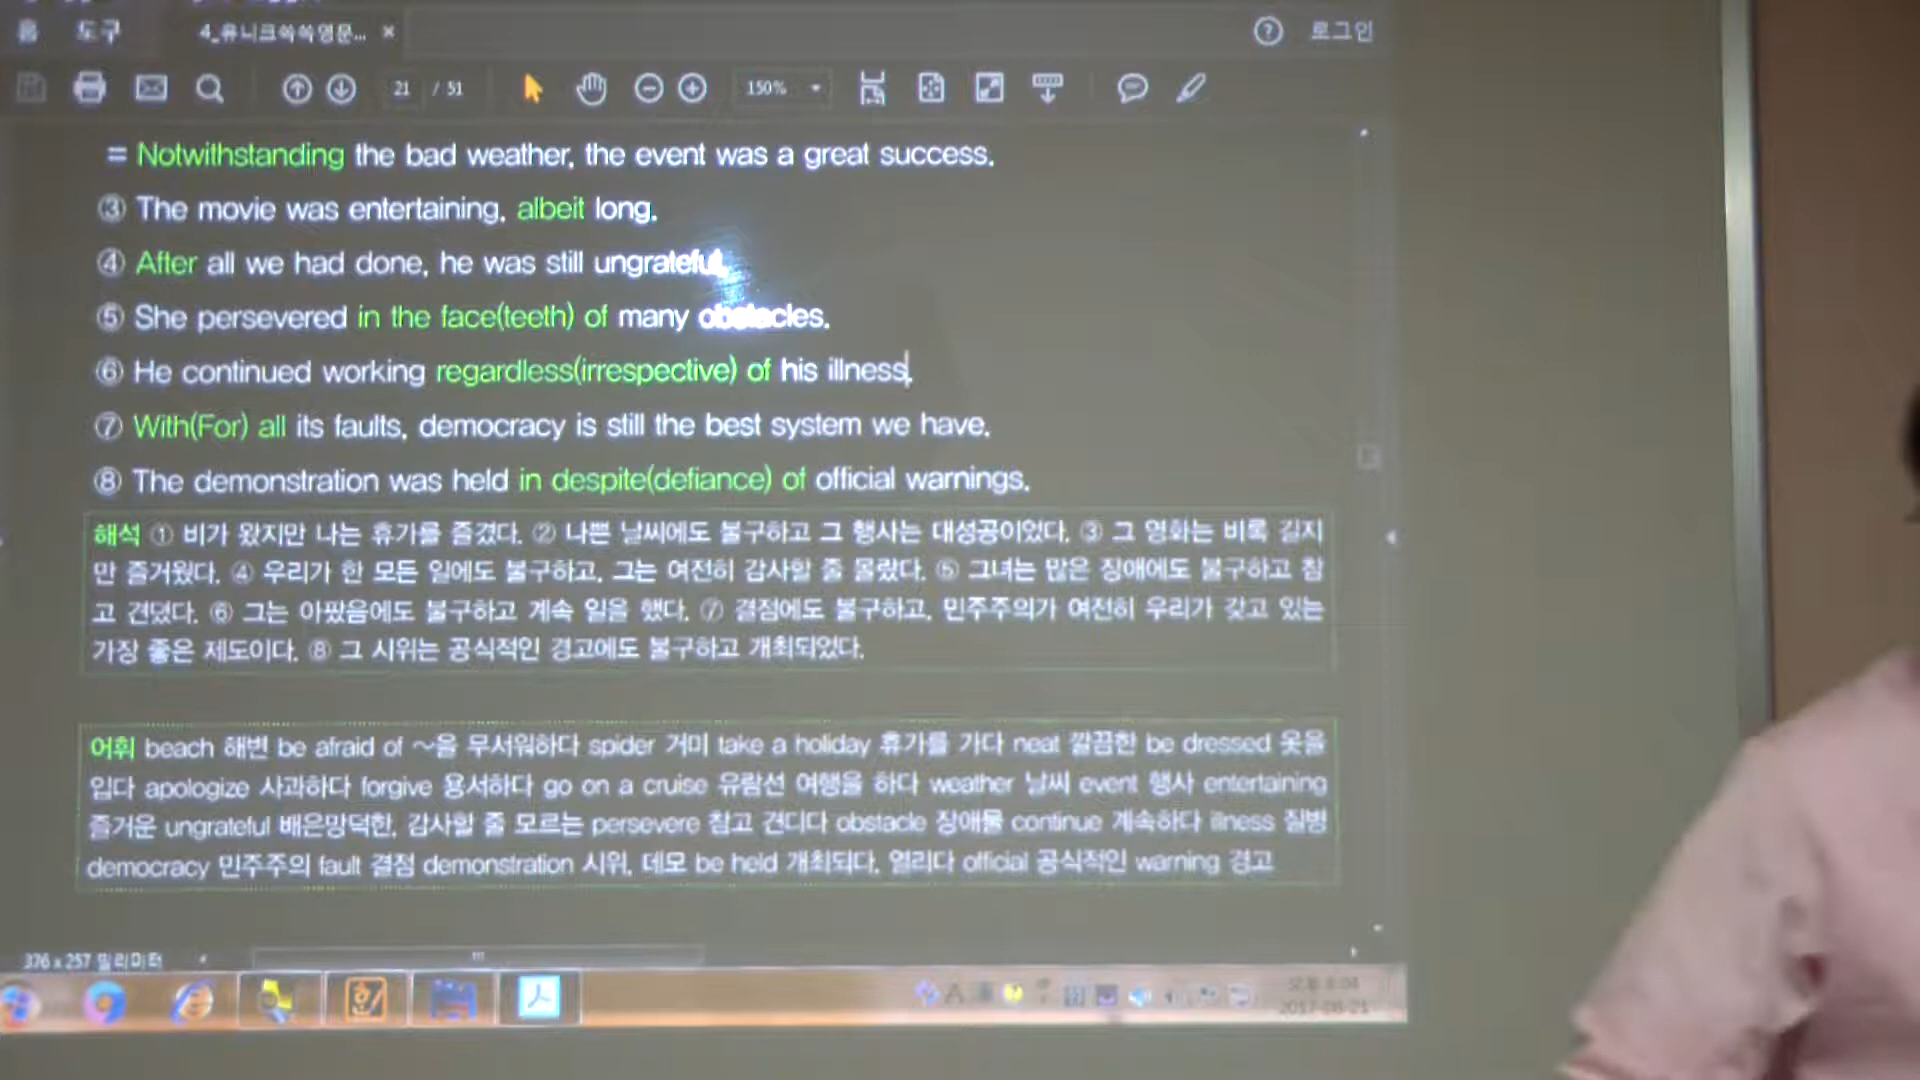 홈 도구 4_유니크쏙쏙영문... × ? 로그인
21 / 51 150%
= Notwithstanding the bad weather, the event was a great success.
③ The movie was entertaining, albeit long.
④ After all we had done, he was still ungrateful.
⑤ She persevered in the face(teeth) of many obstacles.
⑥ He continued working regardless(irrespective) of his illness.
⑦ With(For) all its faults, democracy is still the best system we have.
⑧ The demonstration was held in despite(defiance) of official warnings.
해석 ① 비가 왔지만 나는 휴가를 즐겼다. ② 나쁜 날씨에도 불구하고 그 행사는 대성공이었다. ③ 그 영화는 비록 길지
만 즐거웠다. ④ 우리가 한 모든 일에도 불구하고, 그는 여전히 감사할 줄 몰랐다. ⑤ 그녀는 많은 장애에도 불구하고 참
고 견뎠다. ⑥ 그는 아팠음에도 불구하고 계속 일을 했다. ⑦ 결점에도 불구하고, 민주주의가 여전히 우리가 갖고 있는
가장 좋은 제도이다. ⑧ 그 시위는 공식적인 경고에도 불구하고 개최되었다.
어휘 beach 해변 be afraid of ~을 무서워하다 spider 거미 take a holiday 휴가를 가다 neat 깔끔한 be dressed 옷을
입다 apologize 사과하다 forgive 용서하다 go on a cruise 유람선 여행을 하다 weather 날씨 event 행사 entertaining
즐거운 ungrateful 배은망덕한, 감사할 줄 모르는 persevere 참고 견디다 obstacle 장애물 continue 계속하다 illness 질병
democracy 민주주의 fault 결점 demonstration 시위, 데모 be held 개최되다, 열리다 official 공식적인 warning 경고
376 x 257 밀리미터
한
2017-06-21